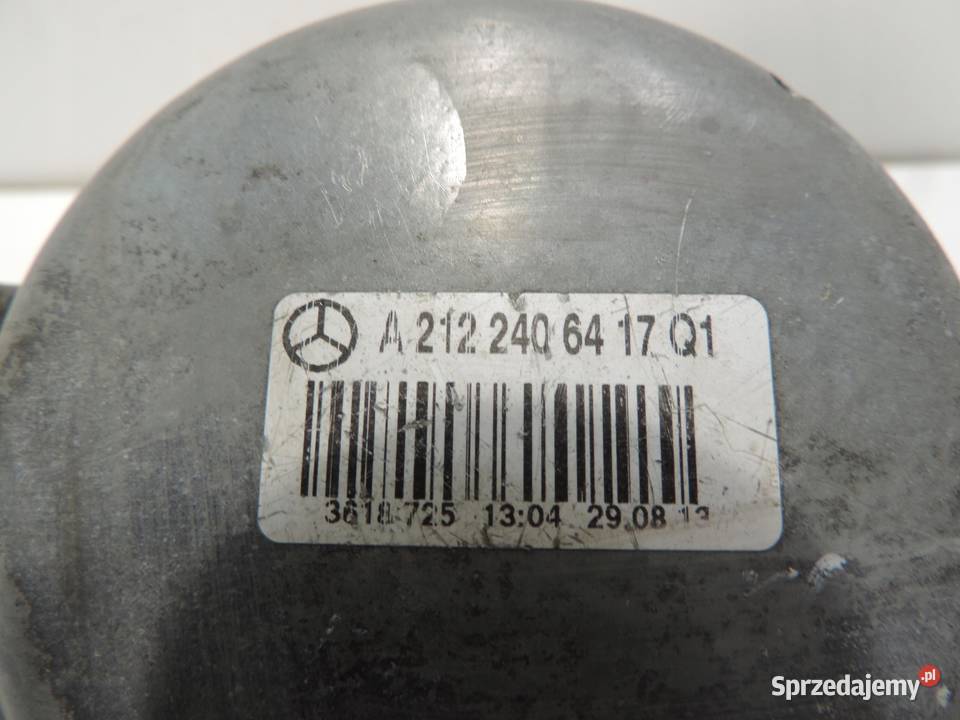 A 212 240 64 17 Q1
3618 725 13:04 29.08 13
Sprzedajemy.pl